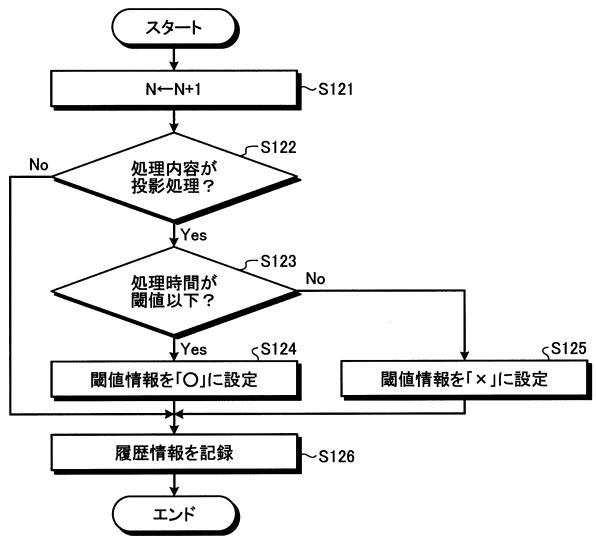 スタート
N←N+1
S121
処理内容が
投影処理?
S122
No
Yes
処理時間が
閾値以下?
S123
No
Yes
閾値情報を「○」に設定
S124
閾値情報を「×」に設定
S125
履歴情報を記録
S126
エンド